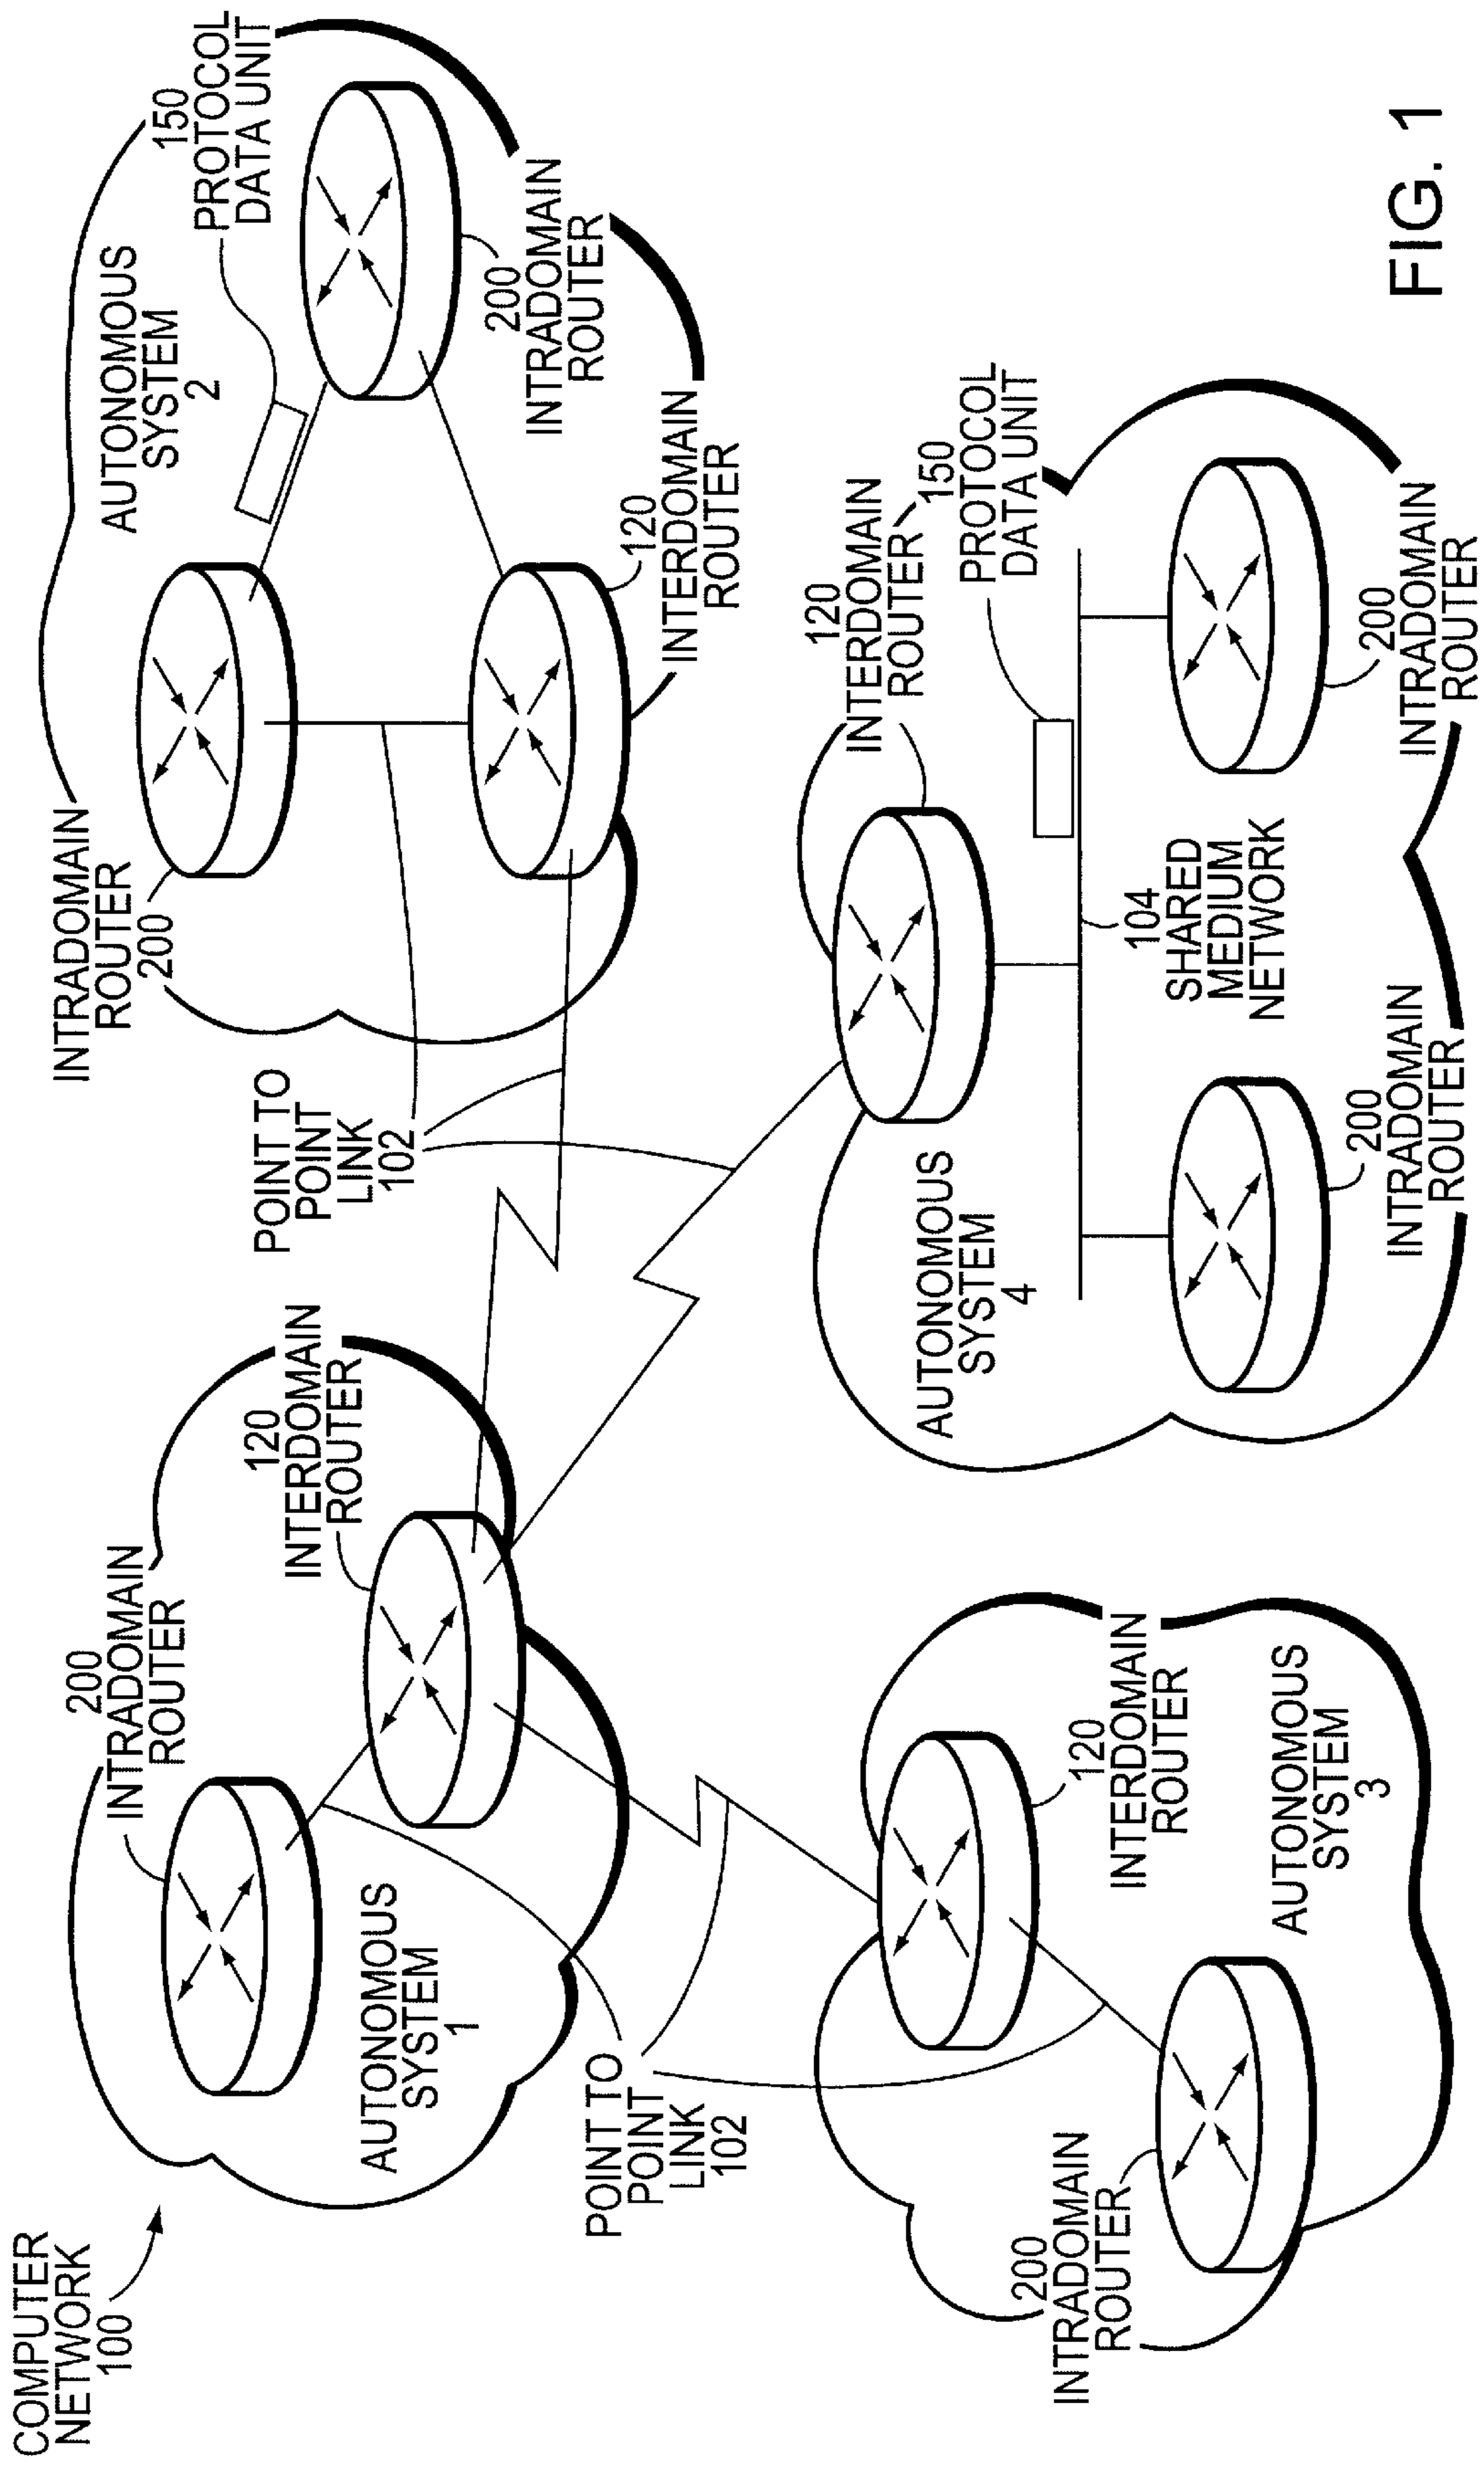 COMPUTER
NETWORK
100
200
INTRADOMAIN
ROUTER
120
INTERDOMAIN
ROUTER
AUTONOMOUS
SYSTEM
1
POINT TO
POINT
LINK
102
INTRADOMAIN
ROUTER
200
AUTONOMOUS
SYSTEM
2
150
PROTOCOL
DATA UNIT
200
INTRADOMAIN
ROUTER
120
INTERDOMAIN
ROUTER
POINT TO
POINT
LINK
102
200
INTRADOMAIN
ROUTER
120
INTERDOMAIN
ROUTER
AUTONOMOUS
SYSTEM
3
120
INTERDOMAIN
ROUTER
150
PROTOCOL
DATA UNIT
AUTONOMOUS
SYSTEM
4
104
SHARED
MEDIUM
NETWORK
200
INTRADOMAIN
ROUTER
200
INTRADOMAIN
ROUTER
FIG. 1